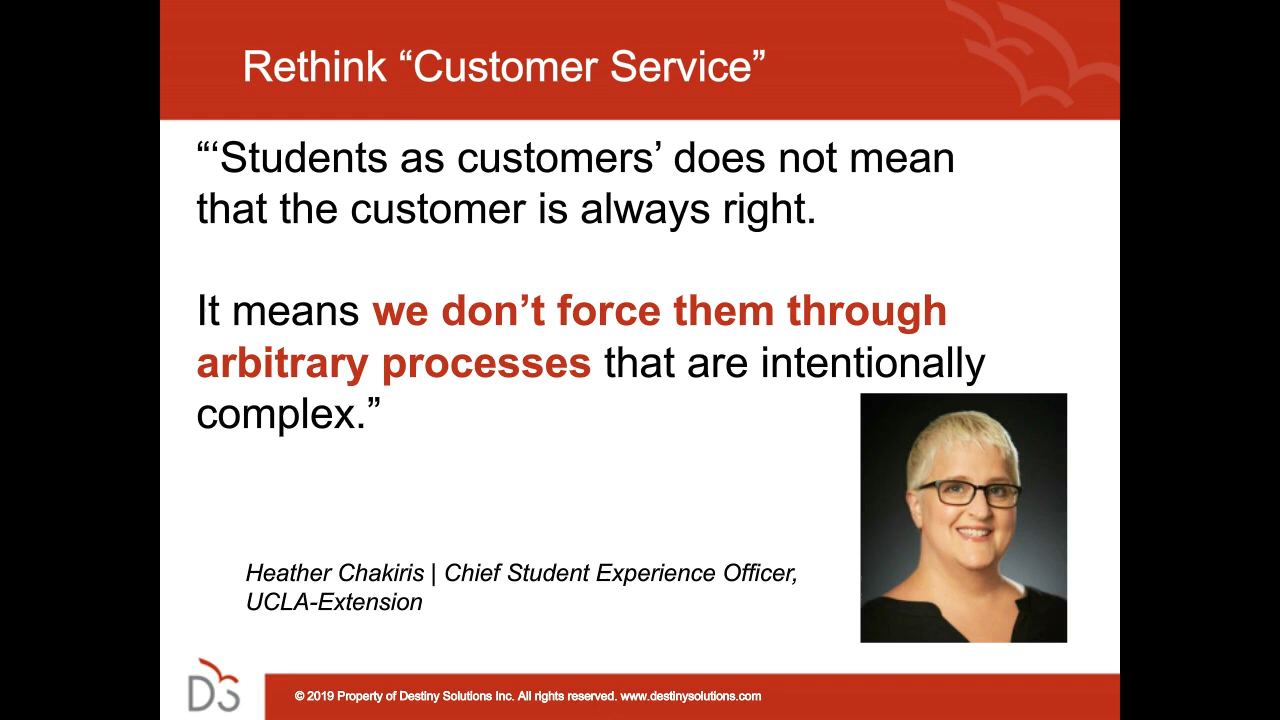 Rethink “Customer Service”
“‘Students as customers’ does not mean
that the customer is always right.
It means we don’t force them through
arbitrary processes that are intentionally
complex.”
Heather Chakiris | Chief Student Experience Officer,
UCLA-Extension
DS
© 2019 Property of Destiny Solutions Inc. All rights reserved. www.destinysolutions.com